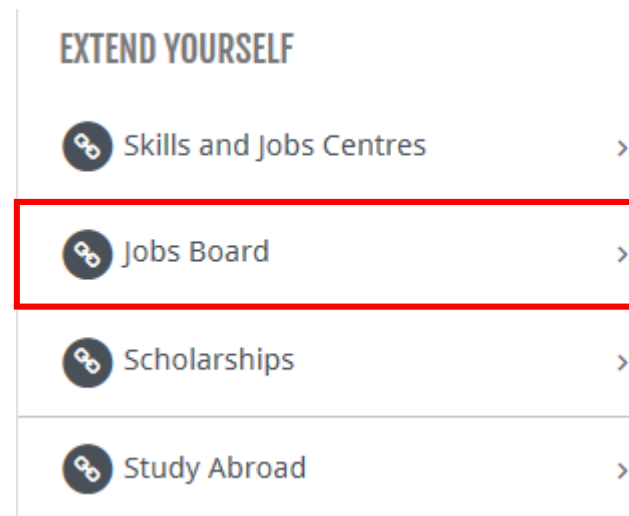 EXTEND YOURSELF
Skills and Jobs Centres
Jobs Board
Scholarships
Study Abroad